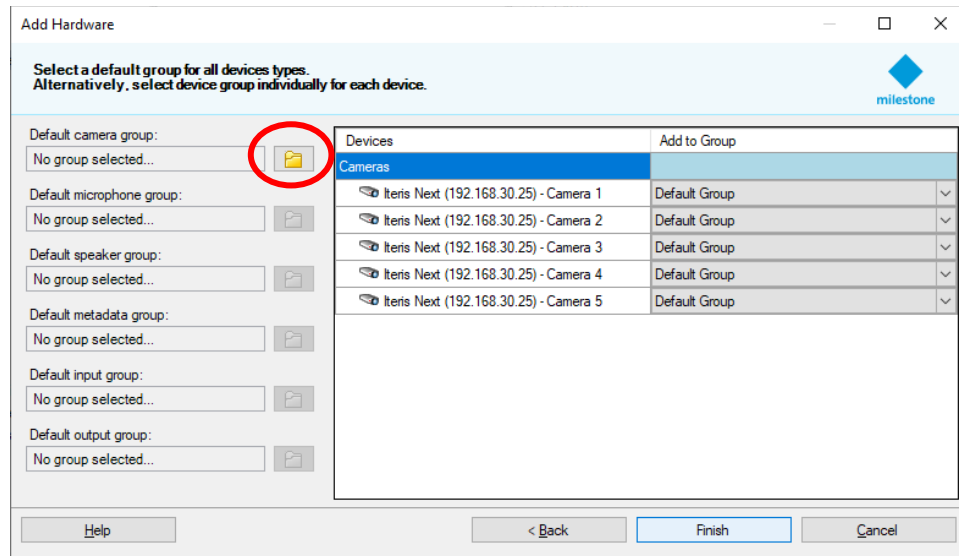 Add Hardware
Select a default group for all devices types.
Alternatively, select device group individually for each device.
milestone
Default camera group:
No group selected...
Default microphone group:
No group selected...
Default speaker group:
No group selected...
Default metadata group:
No group selected...
Default input group:
No group selected...
Default output group:
No group selected...
Devices Add to Group
Cameras
Iteris Next (192.168.30.25) - Camera 1 Default Group
Iteris Next (192.168.30.25) - Camera 2 Default Group
Iteris Next (192.168.30.25) - Camera 3 Default Group
Iteris Next (192.168.30.25) - Camera 4 Default Group
Iteris Next (192.168.30.25) - Camera 5 Default Group
Help < Back Finish Cancel